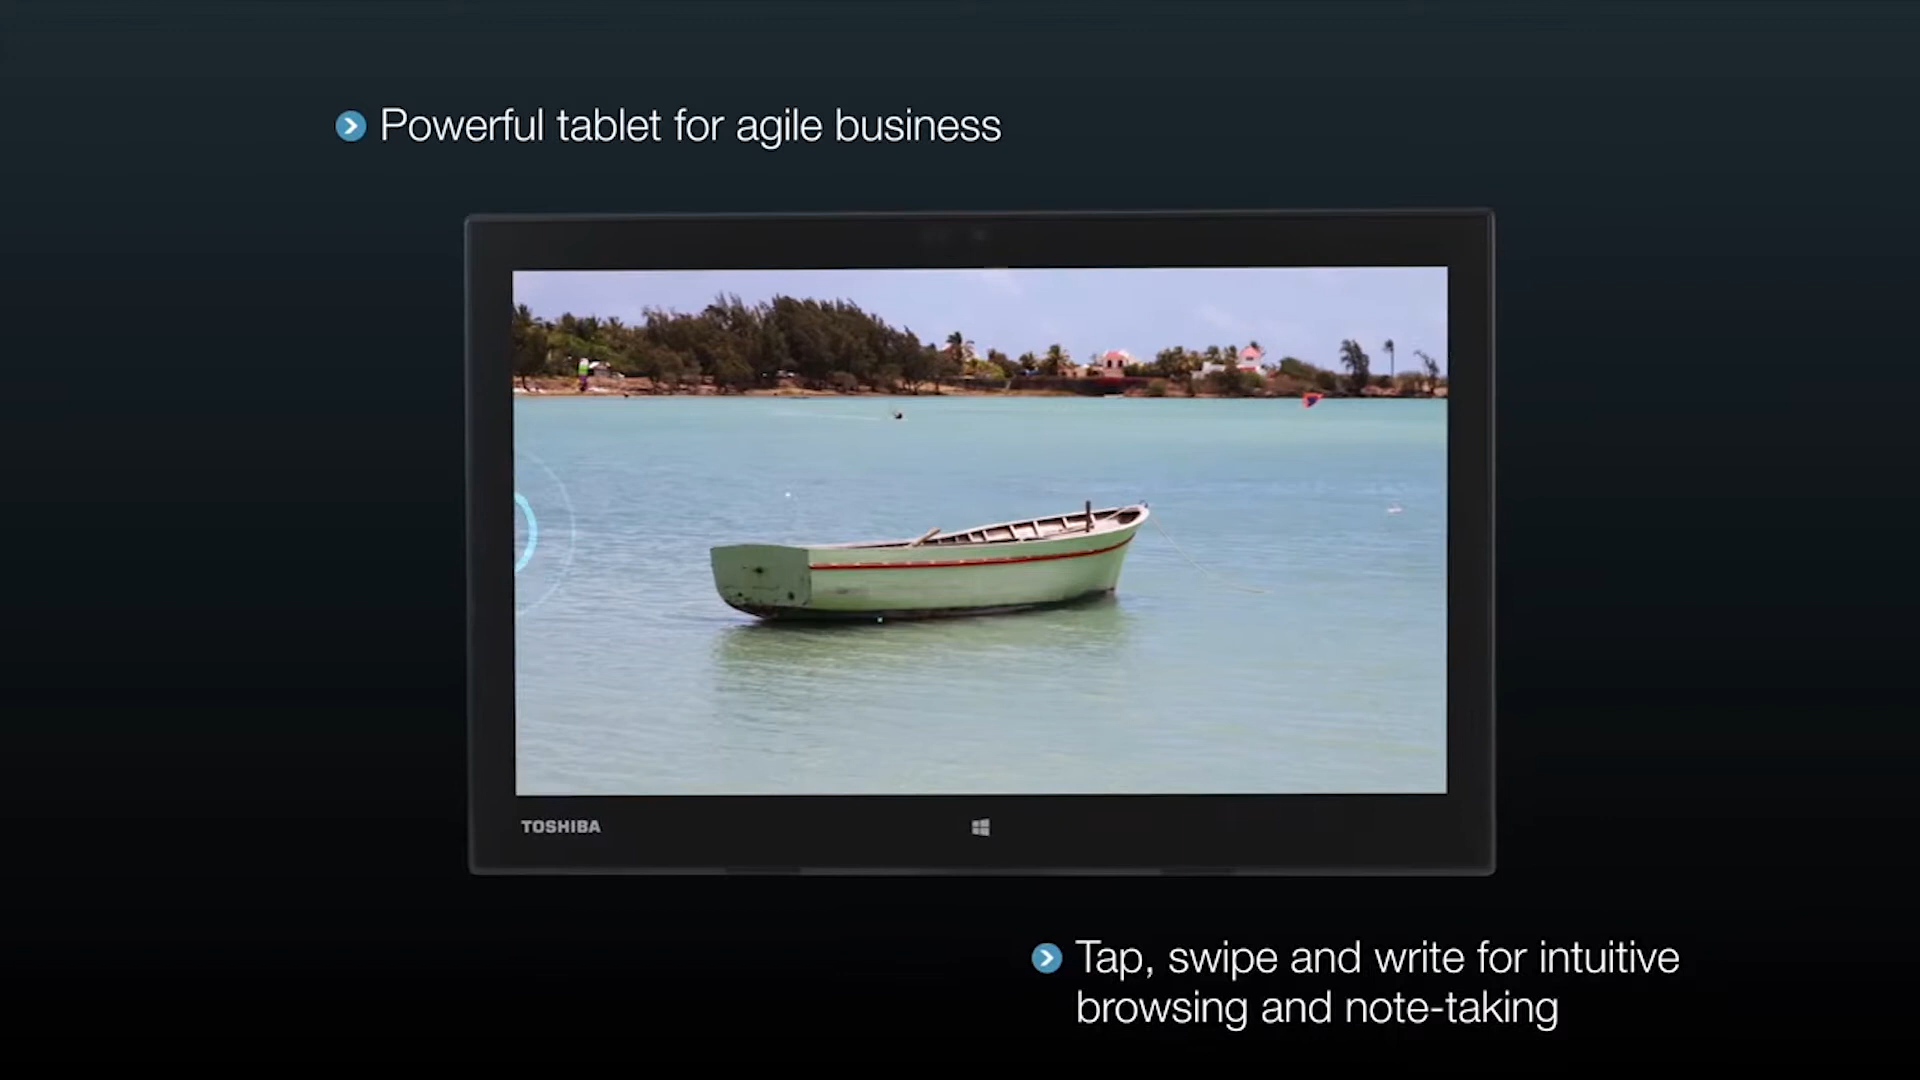 Powerful tablet for agile business
TOSHIBA
Tap, swipe and write for intuitive
browsing and note-taking